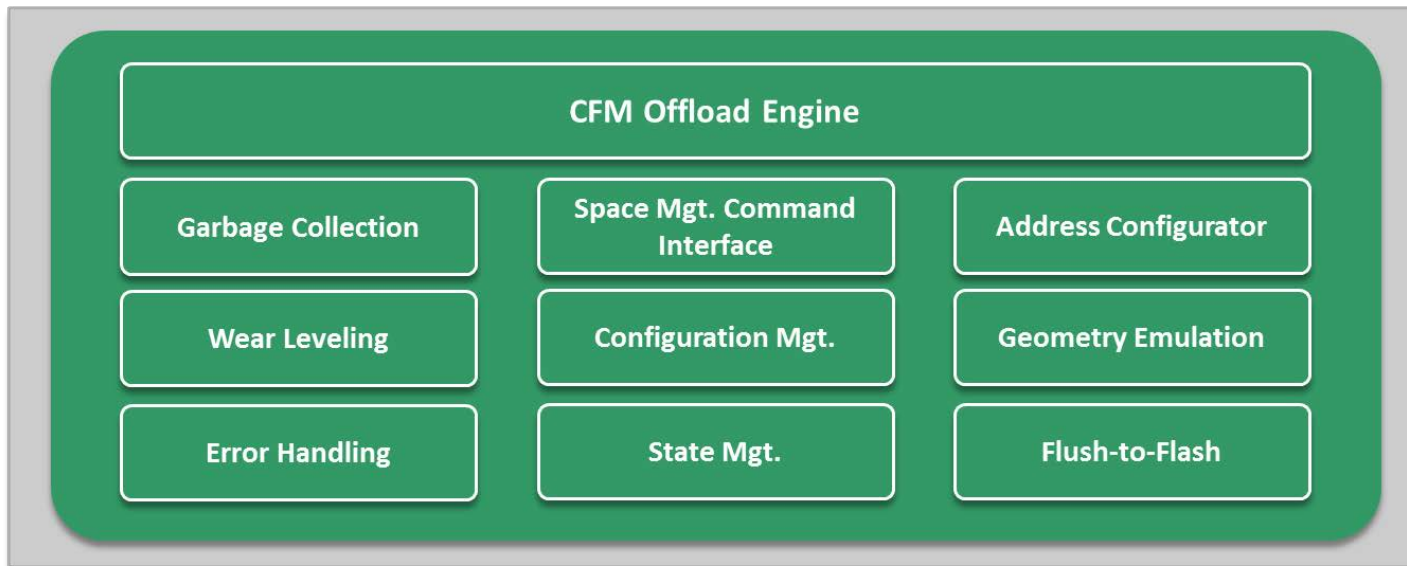 CFM Offload Engine
Garbage Collection
Space Mgt. Command
Interface
Address Configurator
Wear Leveling
Configuration Mgt.
Geometry Emulation
Error Handling
State Mgt.
Flush-to-Flash